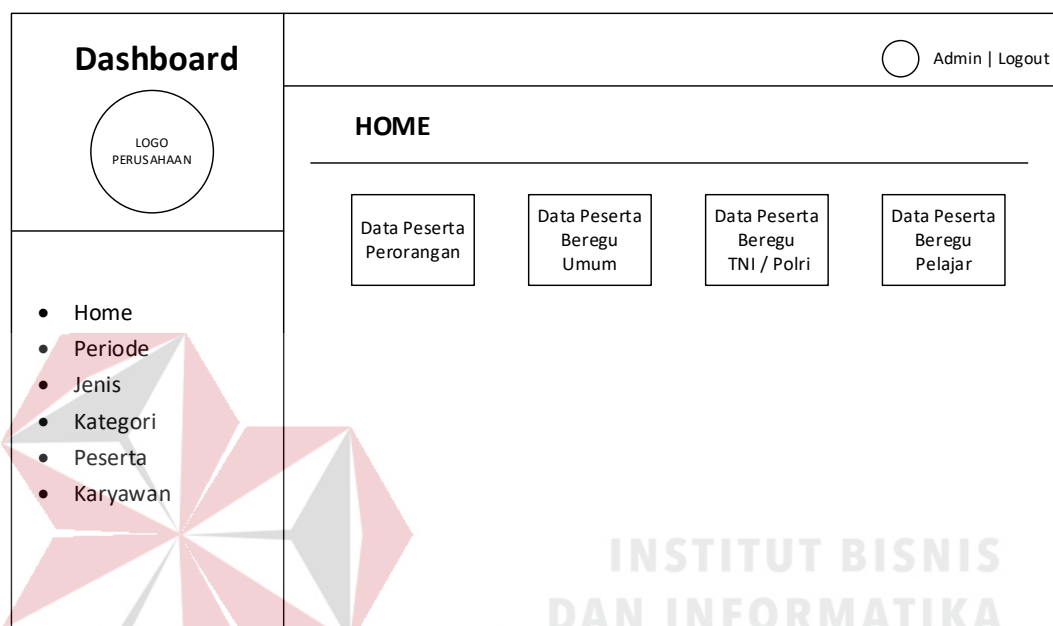 Dashboard
LOGO
PERUSAHAAN
Home
Periode
Jenis
Kategori
Peserta
Karyawan
Admin | Logout
HOME
Data Peserta
Perorangan
Data Peserta
Beregu
Umum
Data Peserta
Beregu
TNI / Polri
Data Peserta
Beregu
Pelajar
INSTITUT BISNIS
DAN INFORMATIKA